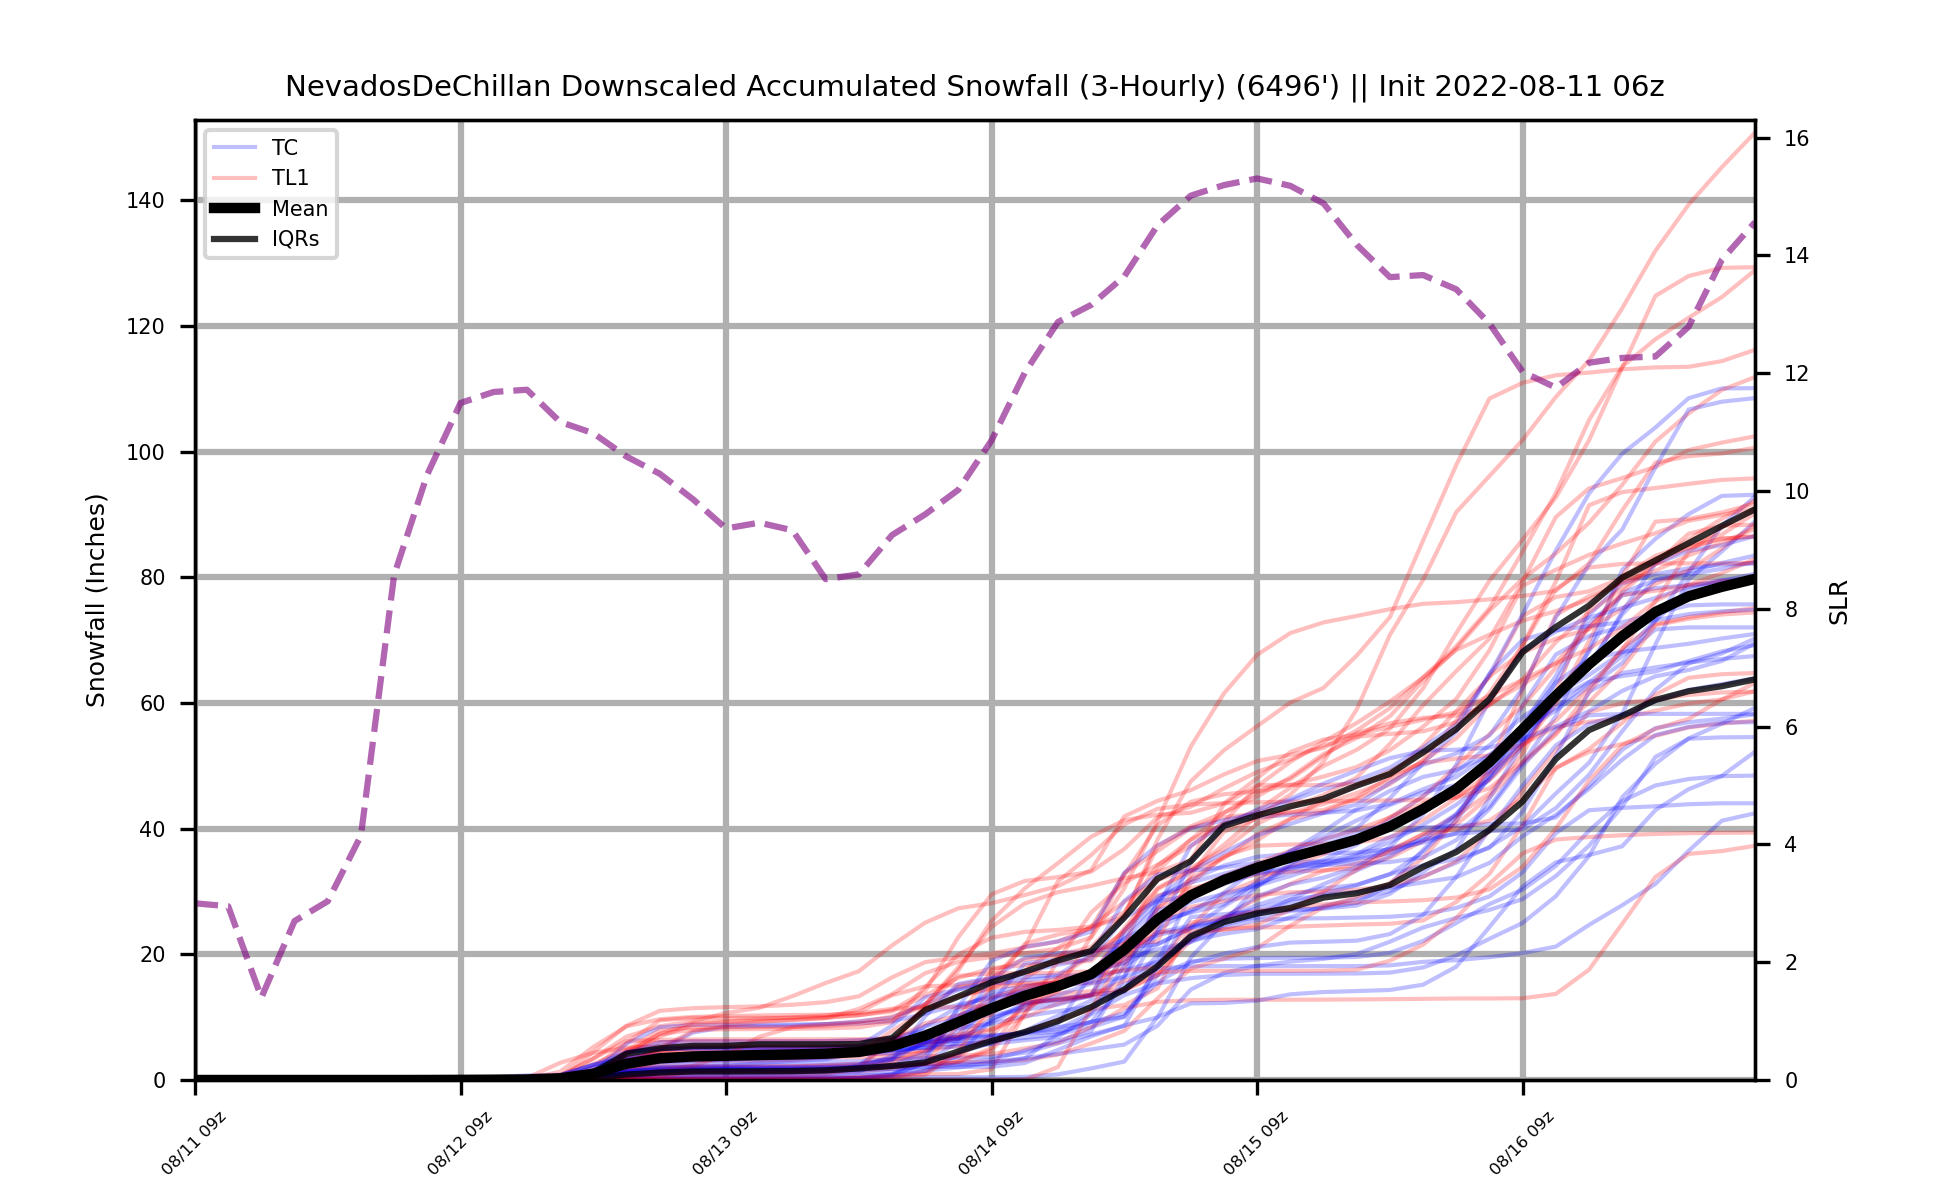 NevadosDeChillan Downscaled Accumulated Snowfall (3-Hourly) (6496') || Init 2022-08-11 06z
TC
TL1
Mean
IQRs
Snowfall (Inches)
140
120
100
80
60
40
20
0
16
14
12
10
8
6
4
2
0
SLR
08/11 09z
08/12 09z
08/13 09z
08/14 09z
08/15 09z
08/16 09z